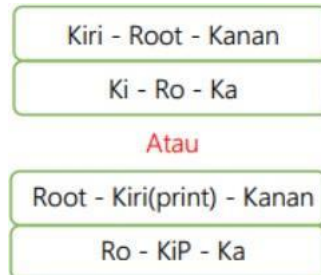 Kiri - Root - Kanan
Ki - Ro - Ka
Atau
Root - Kiri(print) - Kanan
Ro - KiP - Ka